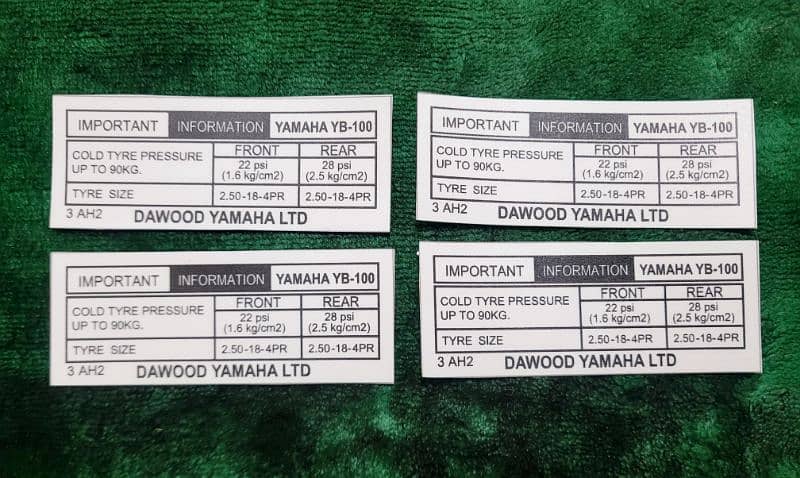 IMPORTANT INFORMATION YAMAHA YB-100
FRONT REAR
COLD TYRE PRESSURE UP TO 90KG. 22 psi (1.6 kg/cm2) 28 psi (2.5 kg/cm2)
TYRE SIZE 2.50-18-4PR 2.50-18-4PR
3 AH2 DAWOOD YAMAHA LTD
IMPORTANT INFORMATION YAMAHA YB-100
FRONT REAR
COLD TYRE PRESSURE UP TO 90KG. 22 psi (1.6 kg/cm2) 28 psi (2.5 kg/cm2)
TYRE SIZE 2.50-18-4PR 2.50-18-4PR
3 AH2 DAWOOD YAMAHA LTD
IMPORTANT INFORMATION YAMAHA YB-100
FRONT REAR
COLD TYRE PRESSURE UP TO 90KG. 22 psi (1.6 kg/cm2) 28 psi (2.5 kg/cm2)
TYRE SIZE 2.50-18-4PR 2.50-18-4PR
3 AH2 DAWOOD YAMAHA LTD
IMPORTANT INFORMATION YAMAHA YB-100
FRONT REAR
COLD TYRE PRESSURE UP TO 90KG. 22 psi (1.6 kg/cm2) 28 psi (2.5 kg/cm2)
TYRE SIZE 2.50-18-4PR 2.50-18-4PR
3 AH2 DAWOOD YAMAHA LTD